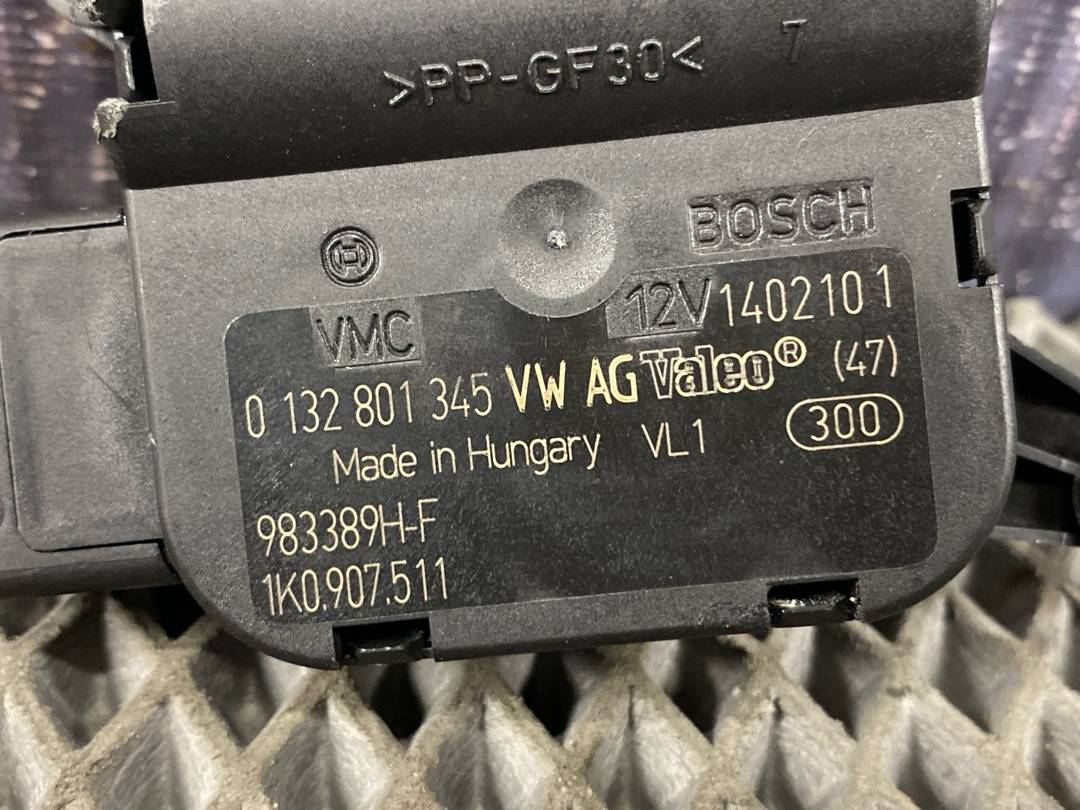 >PP-GF30< 7
BOSCH
VMC 12V 1402101
0 132 801 345 VW AG Valeo® (47)
Made in Hungary VL1 300
983389H-F
1K0.907.511